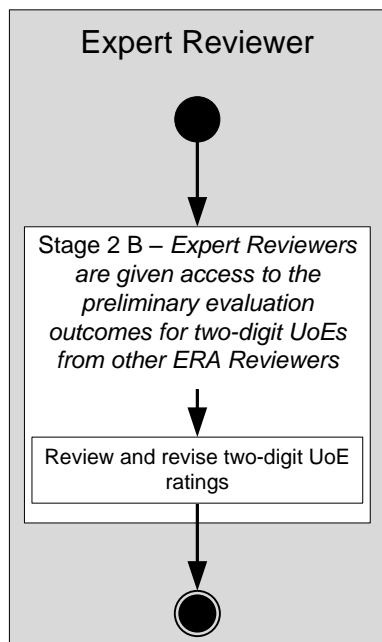 Expert Reviewer
Stage 2 B – Expert Reviewers
are given access to the
preliminary evaluation
outcomes for two-digit UoEs
from other ERA Reviewers
Review and revise two-digit UoE
ratings